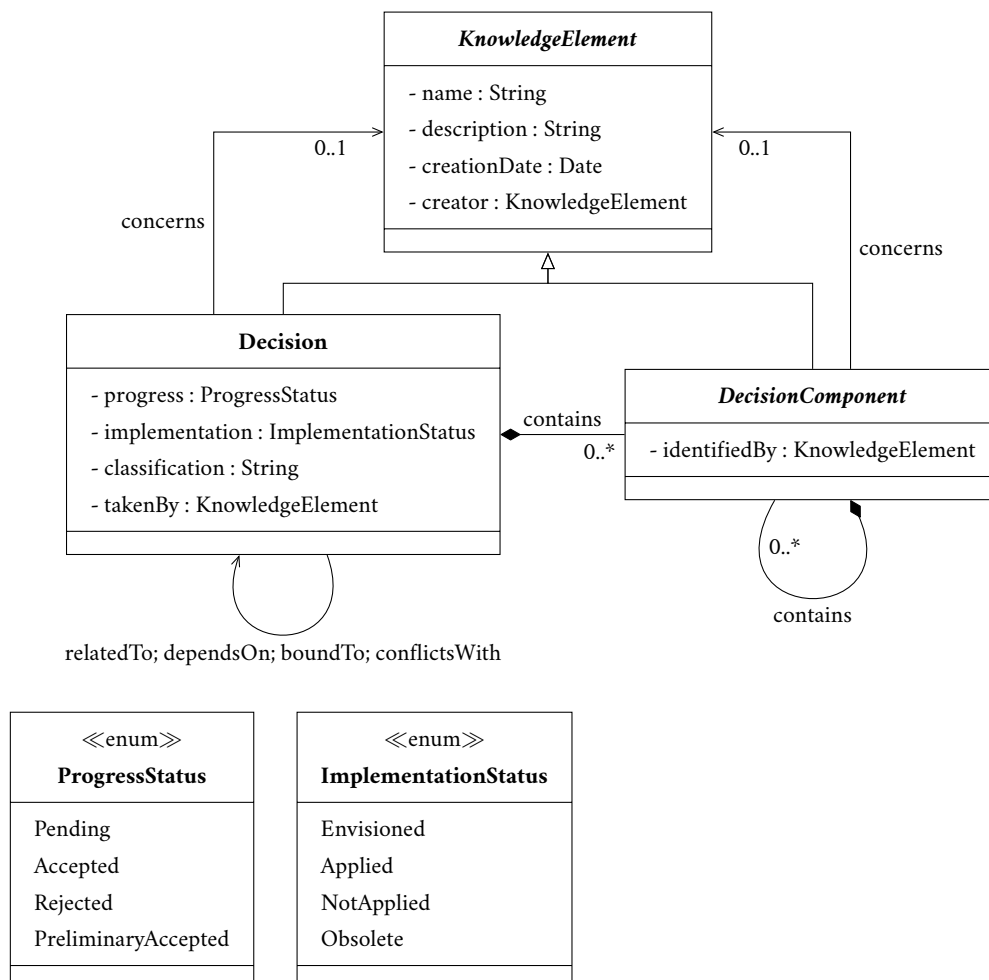 KnowledgeElement
- name : String
- description : String
- creationDate : Date
- creator : KnowledgeElement
0..1
0..1
concerns
concerns
Decision
- progress : ProgressStatus
- implementation : ImplementationStatus
- classification : String
- takenBy : KnowledgeElement
contains
0..*
DecisionComponent
- identifiedBy : KnowledgeElement
0..*
contains
relatedTo; dependsOn; boundTo; conflictsWith
≪enum≫
ProgressStatus
Pending
Accepted
Rejected
PreliminaryAccepted
≪enum≫
ImplementationStatus
Envisioned
Applied
NotApplied
Obsolete